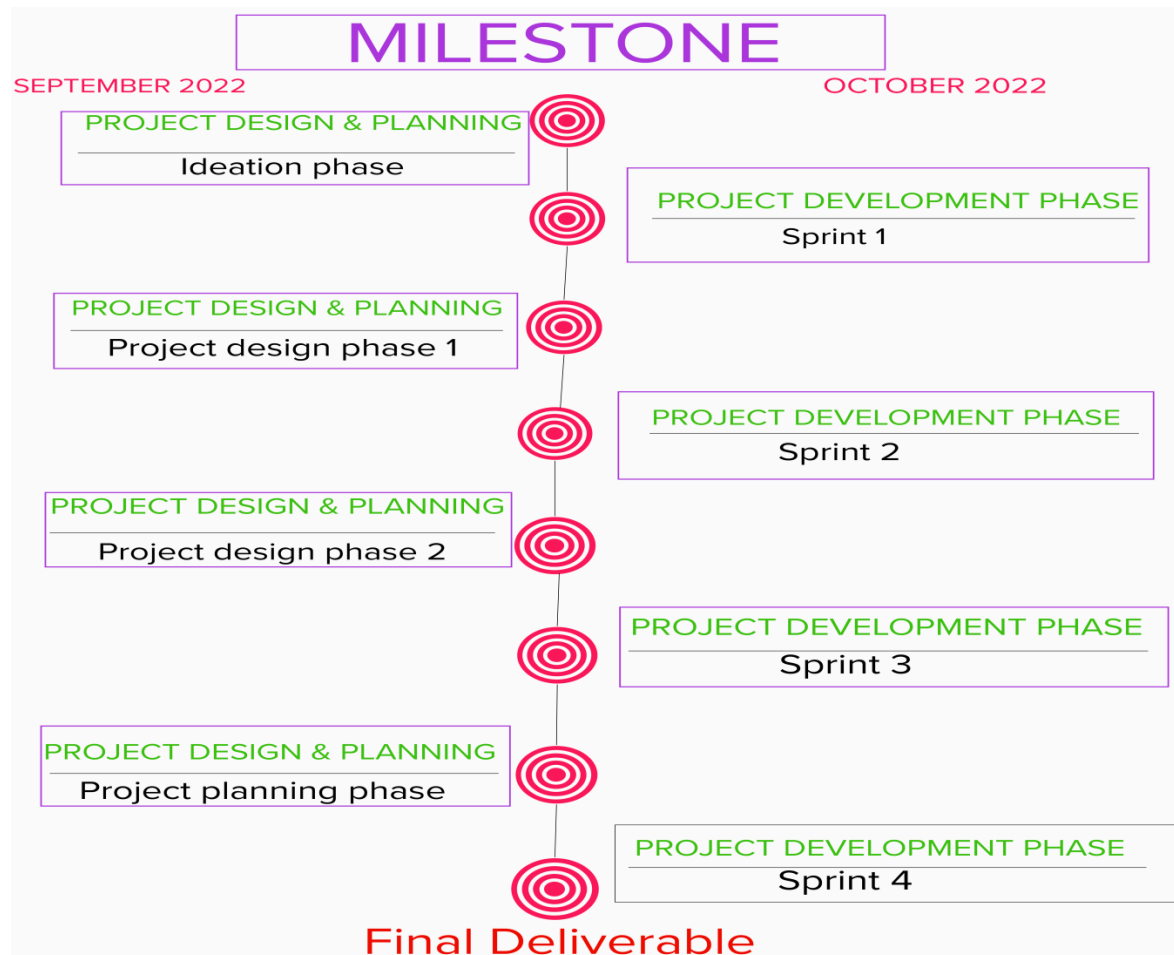 MILESTONE
SEPTEMBER 2022
OCTOBER 2022
PROJECT DESIGN & PLANNING
Ideation phase
PROJECT DEVELOPMENT PHASE
Sprint 1
PROJECT DESIGN & PLANNING
Project design phase 1
PROJECT DEVELOPMENT PHASE
Sprint 2
PROJECT DESIGN & PLANNING
Project design phase 2
PROJECT DEVELOPMENT PHASE
Sprint 3
PROJECT DESIGN & PLANNING
Project planning phase
PROJECT DEVELOPMENT PHASE
Sprint 4
Final Deliverable